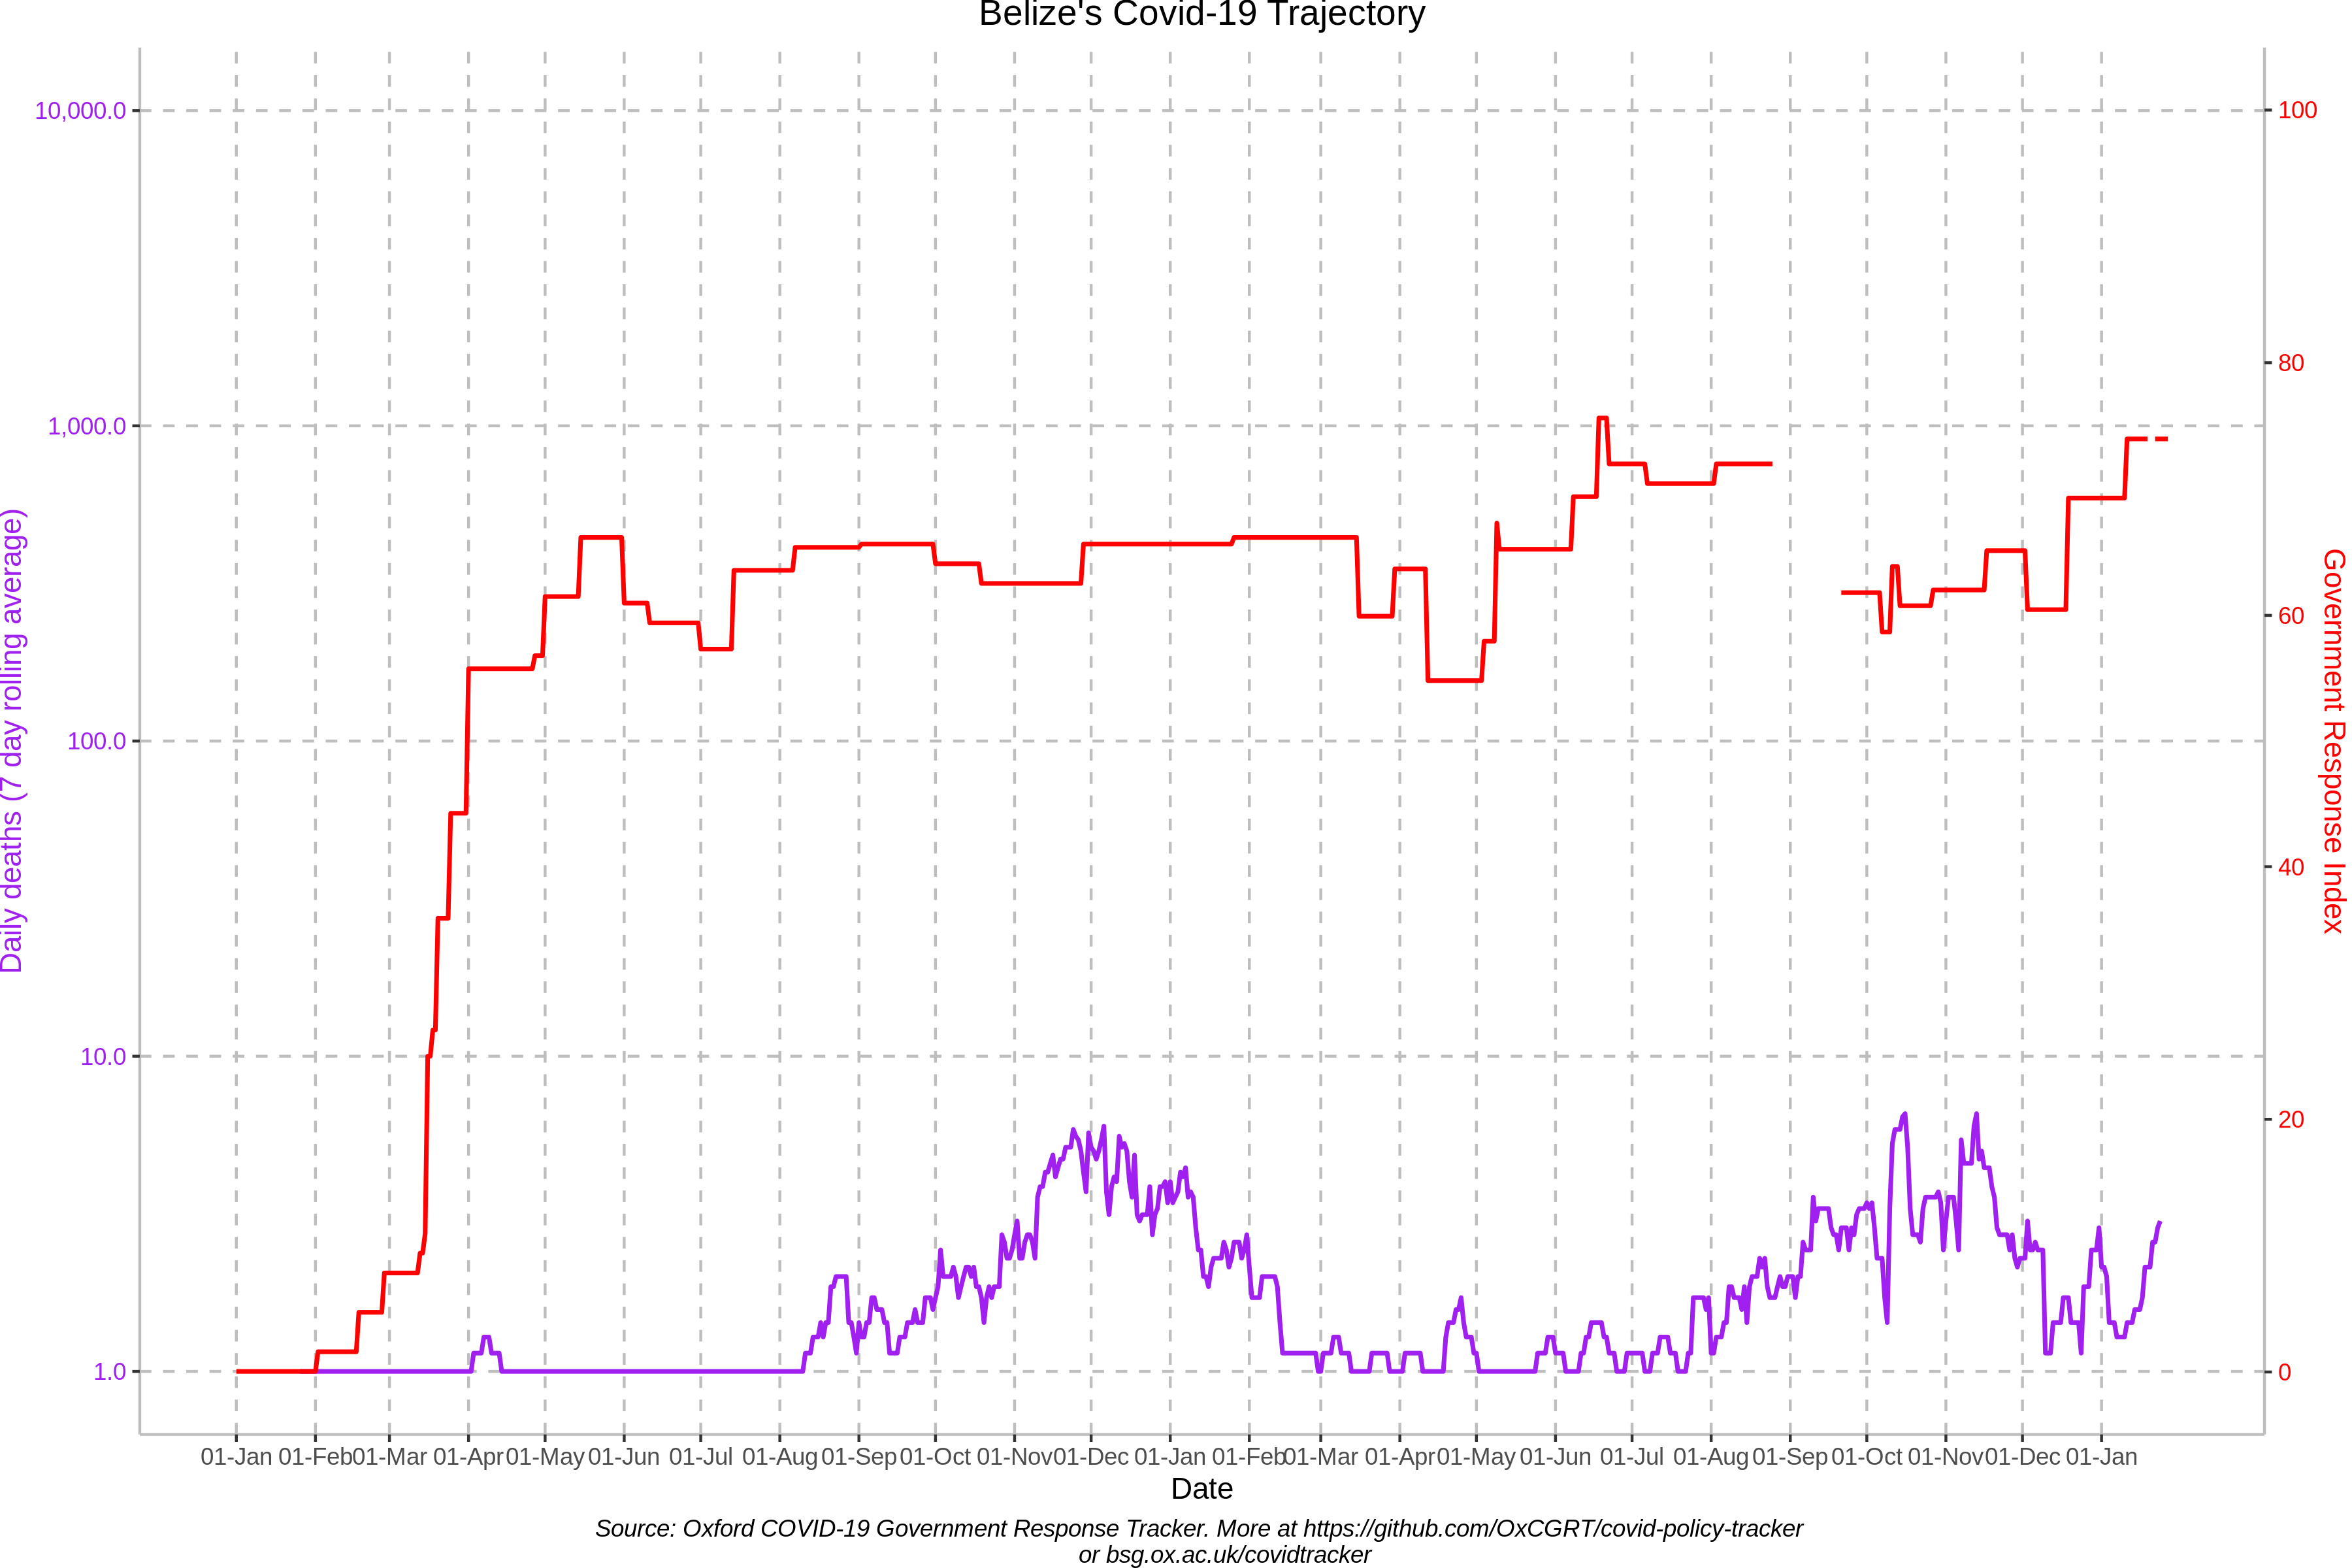 Belize's Covid-19 Trajectory
10,000.0
1,000.0
100.0
10.0
1.0
Daily deaths (7 day rolling average)
100
80
60
40
20
0
Government Response Index
01-Jan 01-Feb 01-Mar 01-Apr 01-May 01-Jun 01-Jul 01-Aug 01-Sep 01-Oct 01-Nov 01-Dec 01-Jan 01-Feb 01-Mar 01-Apr 01-May 01-Jun 01-Jul 01-Aug 01-Sep 01-Oct 01-Nov 01-Dec 01-Jan
Date
Source: Oxford COVID-19 Government Response Tracker. More at https://github.com/OxCGRT/covid-policy-tracker
or bsg.ox.ac.uk/covidtracker